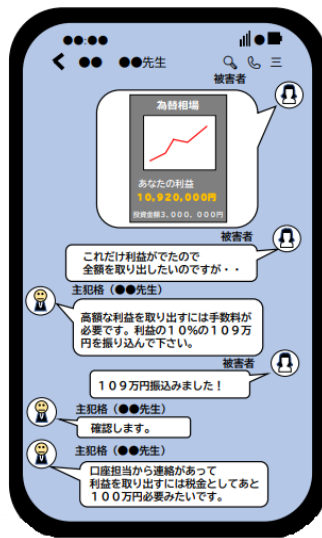 ●●:●●
●● ●●先生
被害者
為替相場
あなたの利益
10,920,000円
投資金額3,000,000円
被害者
これだけ利益がでたので
全額を取り出したいのですが・・
主犯格(●●先生)
高額な利益を取り出すには手数料が
必要です。利益の10%の109万
円を振り込んで下さい。
被害者
109万円振込みました!
主犯格(●●先生)
確認します。
主犯格(●●先生)
口座担当から連絡があって
利益を取り出すには税金としてあと
100万円必要みたいです。